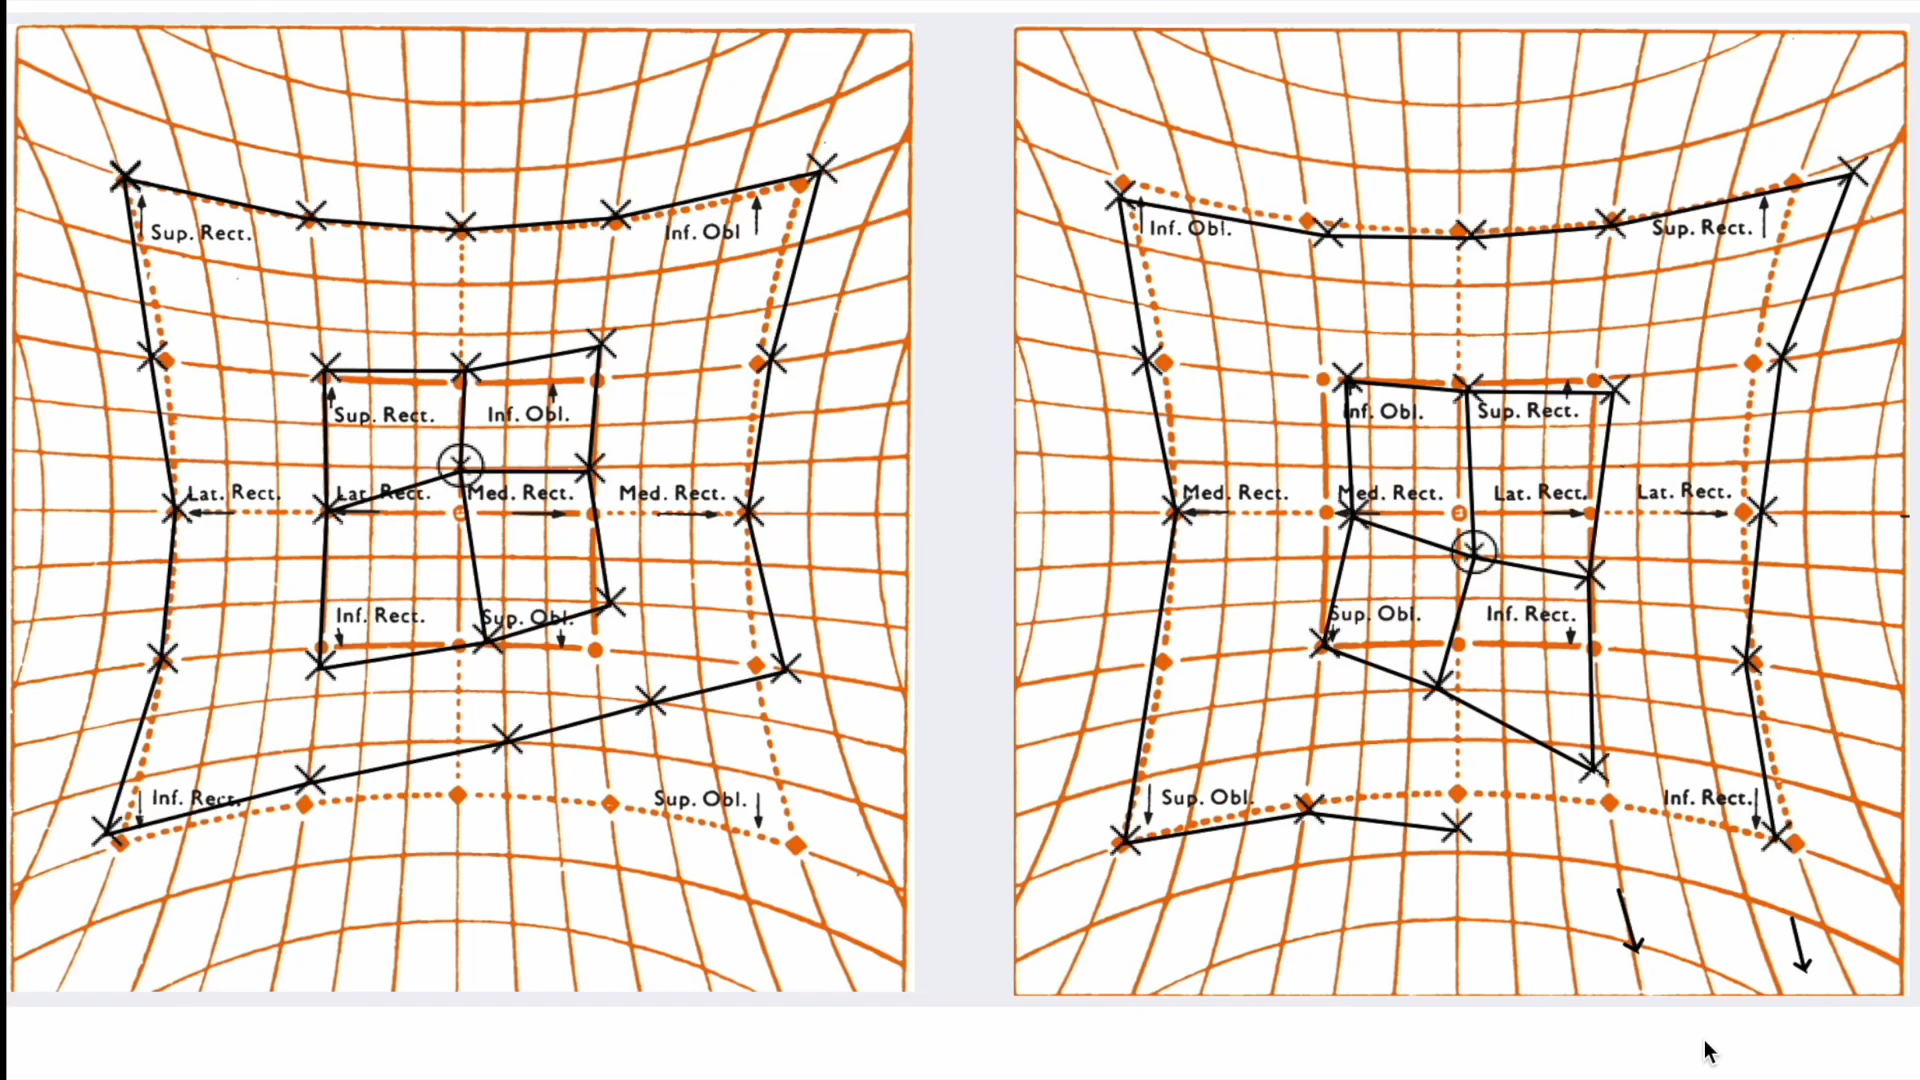 Sup. Rect.
Inf. Obl
Sup. Rect.
Inf. Obl.
Lat. Rect.
Lat. Rect.
Med. Rect.
Med. Rect.
Inf. Rect.
Sup. Obl.
Inf. Rect.
Sup. Obl.
Inf. Obl.
Sup. Rect.
Inf. Obl.
Sup. Rect.
Med. Rect.
Med. Rect.
Lat. Rect.
Lat. Rect.
Sup. Obl.
Inf. Rect.
Sup. Obl.
Inf. Rect.